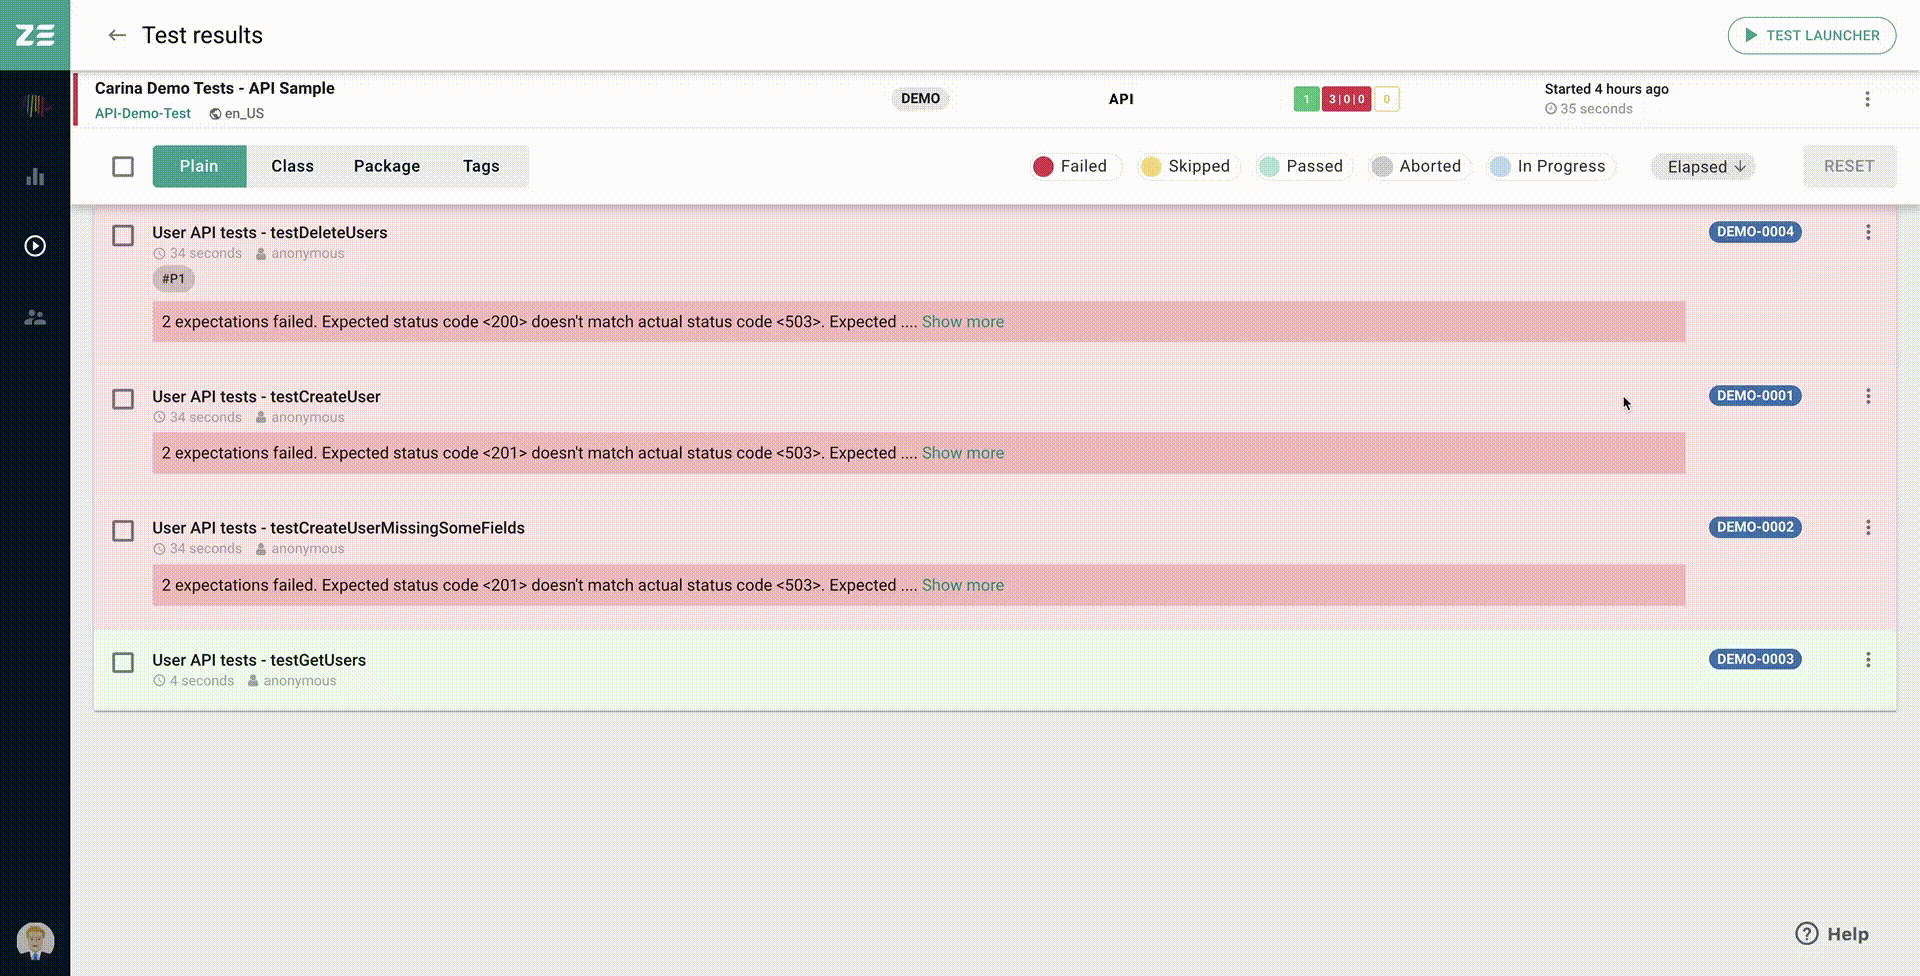 ZE
← Test results
TEST LAUNCHER
Carina Demo Tests - API Sample
API-Demo-Test en_US
DEMO
API
1 3|0|0 0
Started 4 hours ago
35 seconds
Plain Class Package Tags
Failed Skipped Passed Aborted In Progress Elapsed ↓ RESET
User API tests - testDeleteUsers
34 seconds anonymous
#P1
2 expectations failed. Expected status code <200> doesn't match actual status code <503>. Expected .... Show more
DEMO-0004
User API tests - testCreateUser
34 seconds anonymous
2 expectations failed. Expected status code <201> doesn't match actual status code <503>. Expected .... Show more
DEMO-0001
User API tests - testCreateUserMissingSomeFields
34 seconds anonymous
2 expectations failed. Expected status code <201> doesn't match actual status code <503>. Expected .... Show more
DEMO-0002
User API tests - testGetUsers
4 seconds anonymous
DEMO-0003
? Help